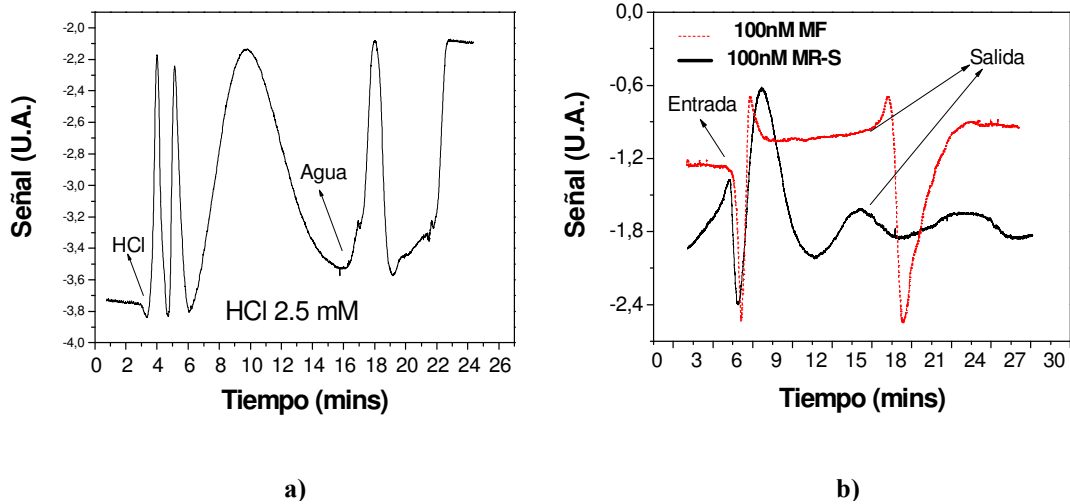 -2,0
-2,2
-2,4
-2,6
-2,8
-3,0
-3,2
-3,4
-3,6
-3,8
-4,0
Señal (U.A.)
HCl
Agua
HCl 2.5 mM
0 2 4 6 8 10 12 14 16 18 20 22 24 26
Tiempo (mins)
a)
0,0
-0,6
-1,2
-1,8
-2,4
Señal (U.A.)
100nM MF
100nM MR-S
Entrada
Salida
0 3 6 9 12 15 18 21 24 27 30
Tiempo (mins)
b)